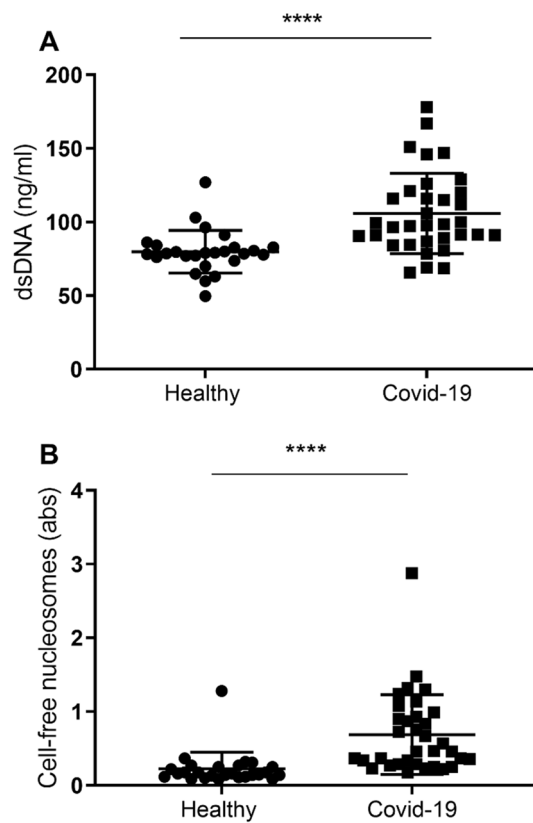 A
****
dsDNA (ng/ml)
200
150
100
50
0
Healthy
Covid-19
B
****
Cell-free nucleosomes (abs)
4
3
2
1
0
Healthy
Covid-19